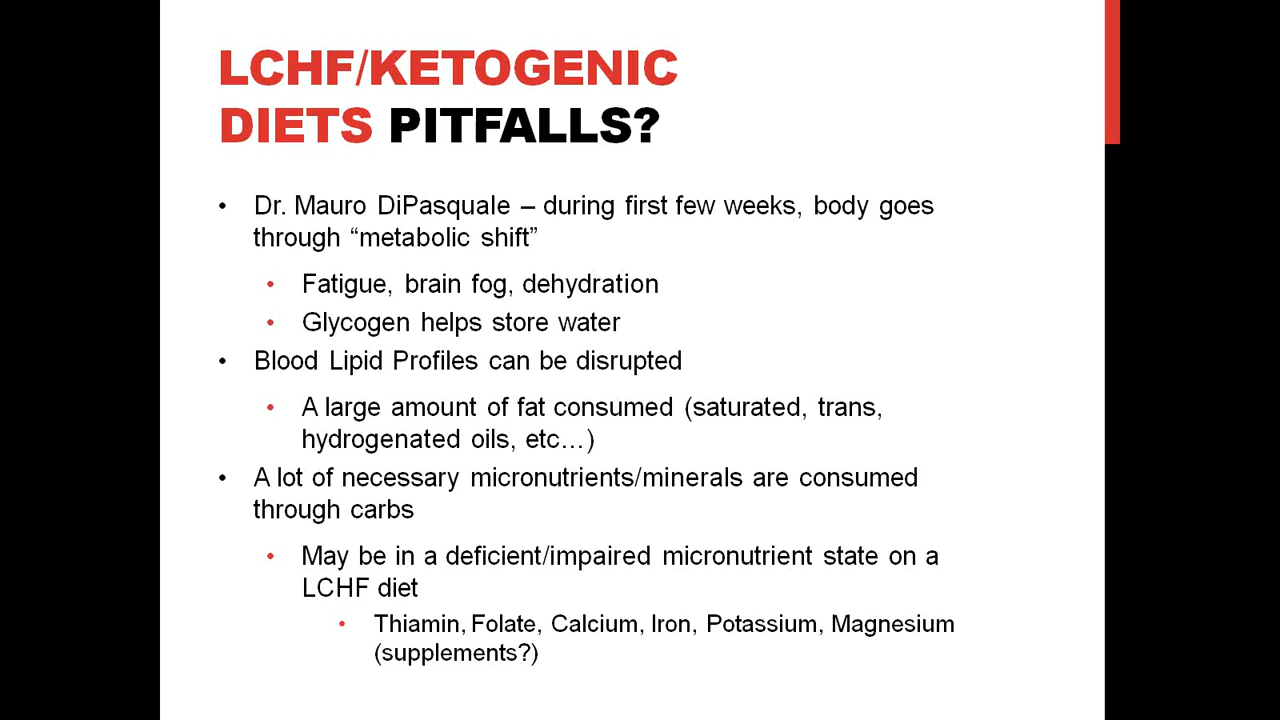 LCHF/KETOGENIC
DIETS PITFALLS?
• Dr. Mauro DiPasquale – during first few weeks, body goes
through “metabolic shift”
• Fatigue, brain fog, dehydration
• Glycogen helps store water
• Blood Lipid Profiles can be disrupted
• A large amount of fat consumed (saturated, trans,
hydrogenated oils, etc…)
• A lot of necessary micronutrients/minerals are consumed
through carbs
• May be in a deficient/impaired micronutrient state on a
LCHF diet
• Thiamin, Folate, Calcium, Iron, Potassium, Magnesium
(supplements?)